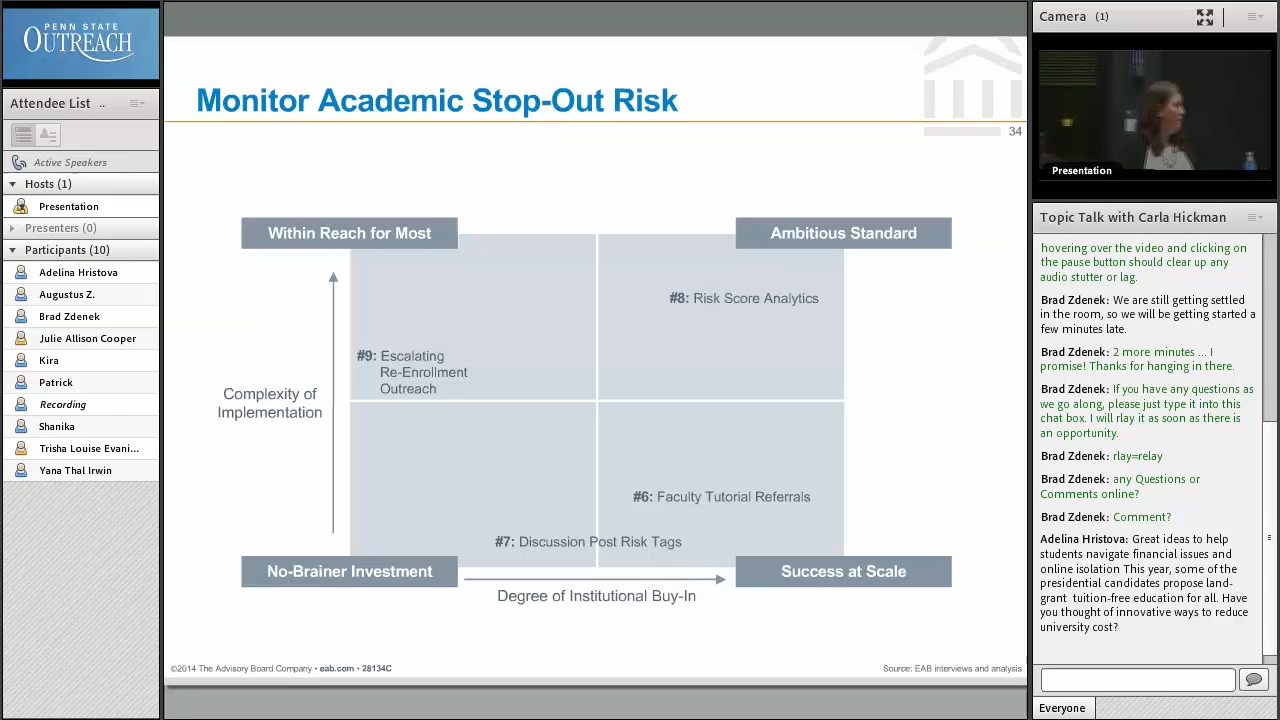 PENN STATE
OUTREACH
Attendee List ..
Active Speakers
Hosts (1)
Presentation
Presenters (0)
Participants (10)
Adelina Hristova
Augustus Z.
Brad Zdenek
Julie Allison Cooper
Kira
Patrick
Recording
Shanika
Trisha Louise Evani...
Yana Thal Irwin
Monitor Academic Stop-Out Risk
34
Within Reach for Most
Ambitious Standard
#8: Risk Score Analytics
#9: Escalating
Re-Enrollment
Outreach
Complexity of
Implementation
#6: Faculty Tutorial Referrals
#7: Discussion Post Risk Tags
No-Brainer Investment
Success at Scale
Degree of Institutional Buy-In
©2014 The Advisory Board Company • eab.com • 28134C
Source: EAB interviews and analysis
Camera (1)
Presentation
Topic Talk with Carla Hickman
hovering over the video and clicking on
the pause button should clear up any
audio stutter or lag.
Brad Zdenek: We are still getting settled
in the room, so we will be getting started a
few minutes late.
Brad Zdenek: 2 more minutes ... I
promise! Thanks for hanging in there.
Brad Zdenek: If you have any questions as
we go along, please just type it into this
chat box. I will rlay it as soon as there is
an opportunity.
Brad Zdenek: rlay=relay
Brad Zdenek: any Questions or
Comments online?
Brad Zdenek: Comment?
Adelina Hristova: Great ideas to help
students navigate financial issues and
online isolation This year, some of the
presidential candidates propose land-
grant tuition-free education for all. Have
you thought of innovative ways to reduce
university cost?
Everyone